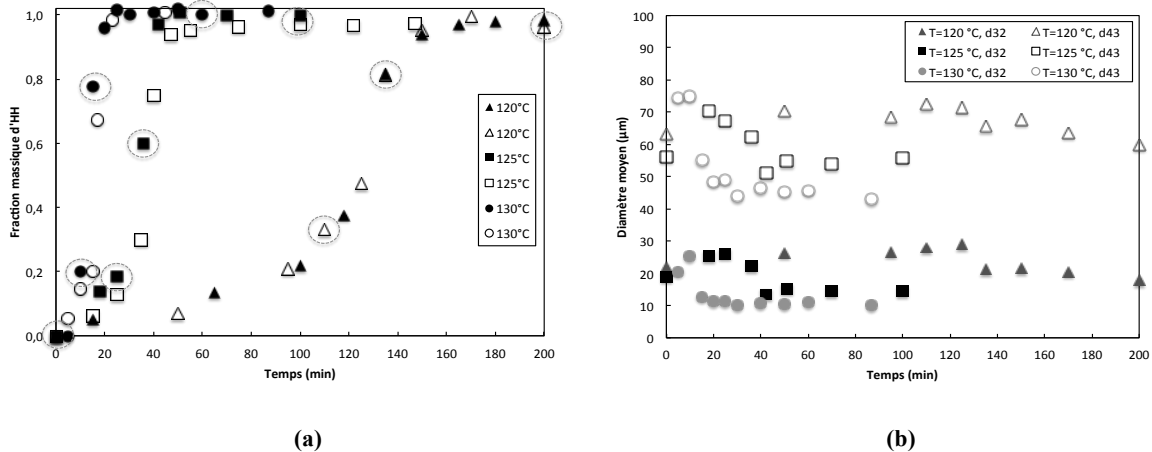 Fraction massique d'HH
1,0
0,8
0,6
0,4
0,2
0,0
0 20 40 60 80 100 120 140 160 180 200
Temps (min)
120°C
120°C
125°C
125°C
130°C
130°C
(a)
Diamètre moyen (µm)
100
90
80
70
60
50
40
30
20
10
0
0 20 40 60 80 100 120 140 160 180 200
Temps (min)
T=120 °C, d32 T=120 °C, d43
T=125 °C, d32 T=125 °C, d43
T=130 °C, d32 T=130 °C, d43
(b)